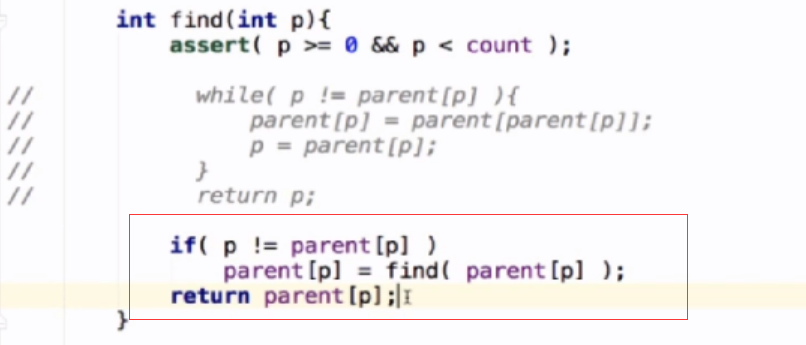 int find(int p){
assert( p >= 0 && p < count );
// while( p != parent[p] ){
// parent[p] = parent[parent[p]];
// p = parent[p];
// }
// return p;
if( p != parent[p] )
parent[p] = find( parent[p] );
return parent[p];
}